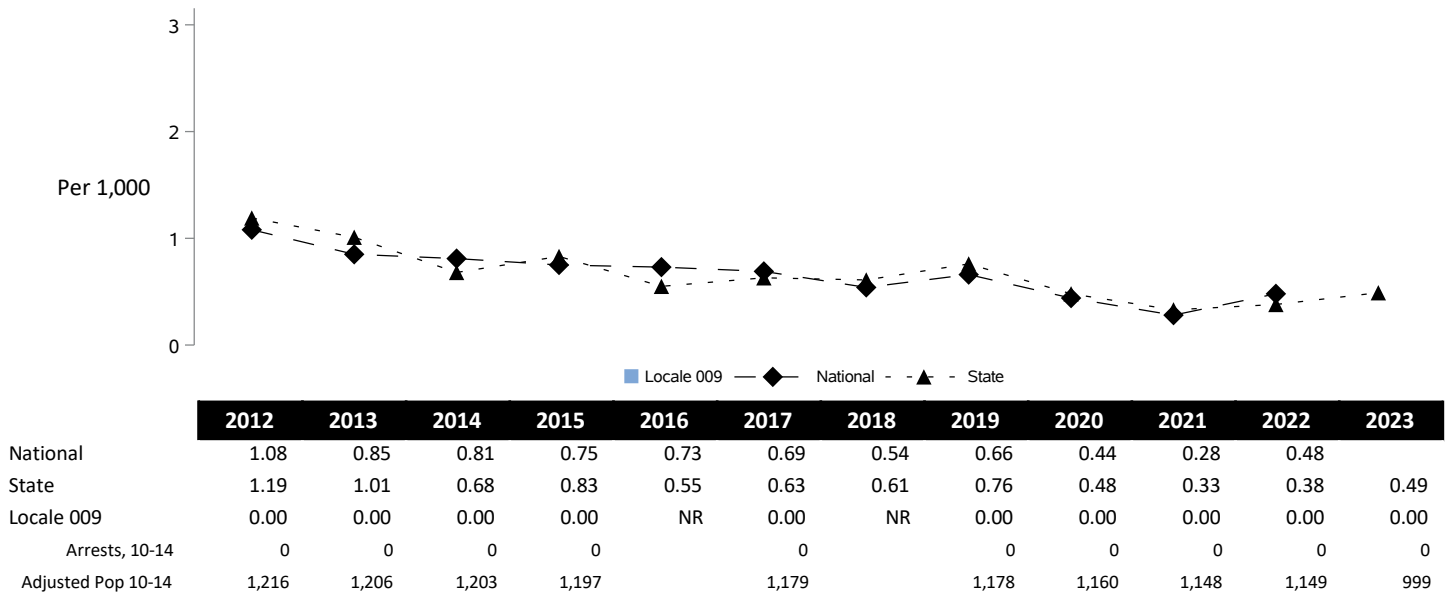 3
2
Per 1,000
1
0
Locale 009 National State
2012 2013 2014 2015 2016 2017 2018 2019 2020 2021 2022 2023
National 1.08 0.85 0.81 0.75 0.73 0.69 0.54 0.66 0.44 0.28 0.48
State 1.19 1.01 0.68 0.83 0.55 0.63 0.61 0.76 0.48 0.33 0.38 0.49
Locale 009 0.00 0.00 0.00 0.00 NR 0.00 NR 0.00 0.00 0.00 0.00 0.00
Arrests, 10-14 0 0 0 0 0 0 0 0 0 0
Adjusted Pop 10-14 1,216 1,206 1,203 1,197 1,179 1,178 1,160 1,148 1,149 999